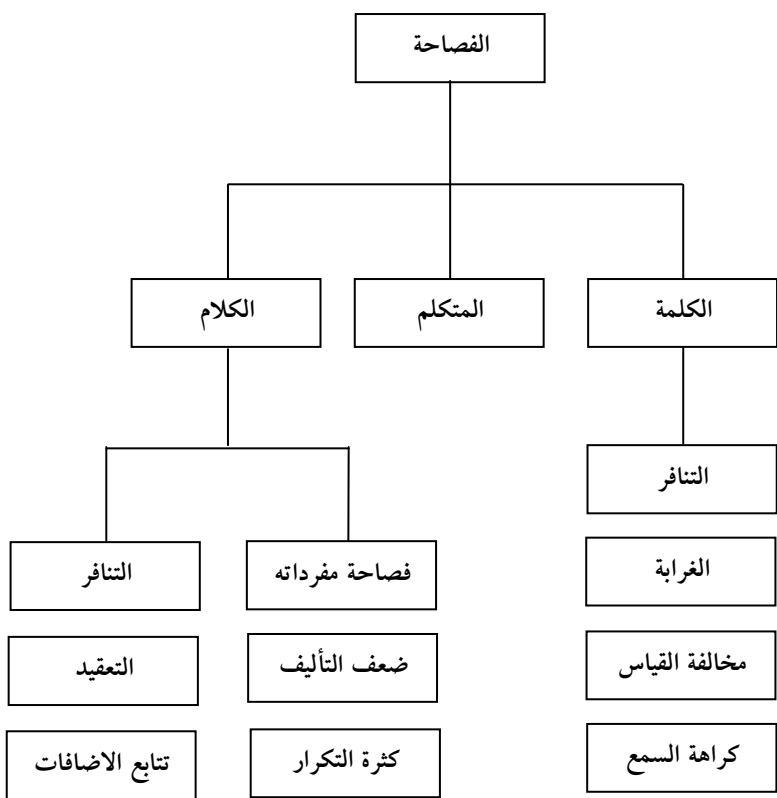 الفصاحة
الكلمة
المتكلم
الكلام
التنافر
الغرابة
مخالفة القياس
كراهة السمع
فصاحة مفرداته
التنافر
ضعف التأليف
التعقيد
كثرة التكرار
تتابع الاضافات